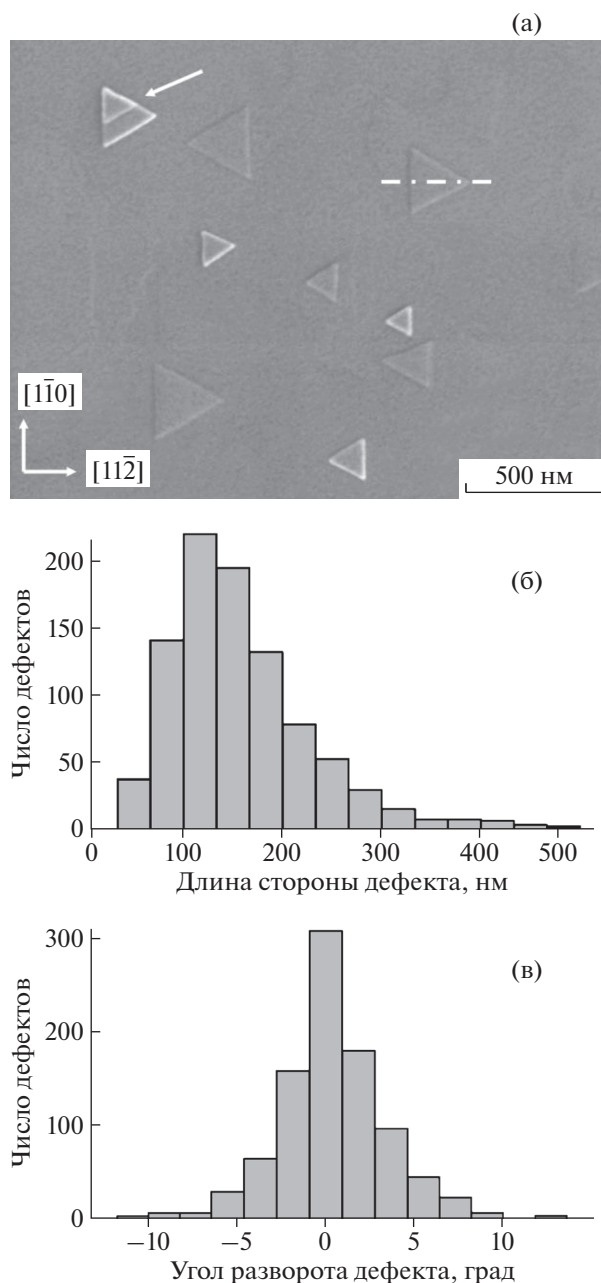 (а)
[11̅0]
[112̅]
500 нм
(б)
Число дефектов
200
150
100
50
0
0 100 200 300 400 500
Длина стороны дефекта, нм
(в)
Число дефектов
300
200
100
0
−10 −5 0 5 10
Угол разворота дефекта, град